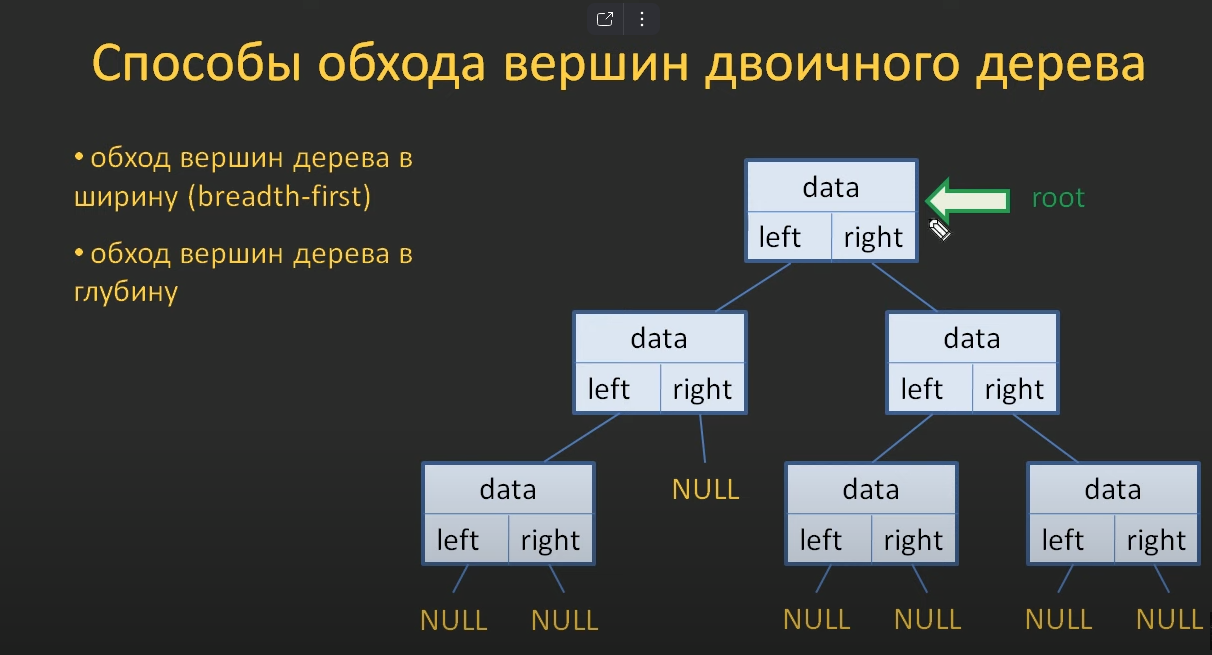 Способы обхода вершин двоичного дерева
• обход вершин дерева в
ширину (breadth-first)
• обход вершин дерева в
глубину
data
left right
root
data
left right
data
left right
NULL
data
left right
data
left right
data
left right
NULL NULL NULL NULL NULL NULL